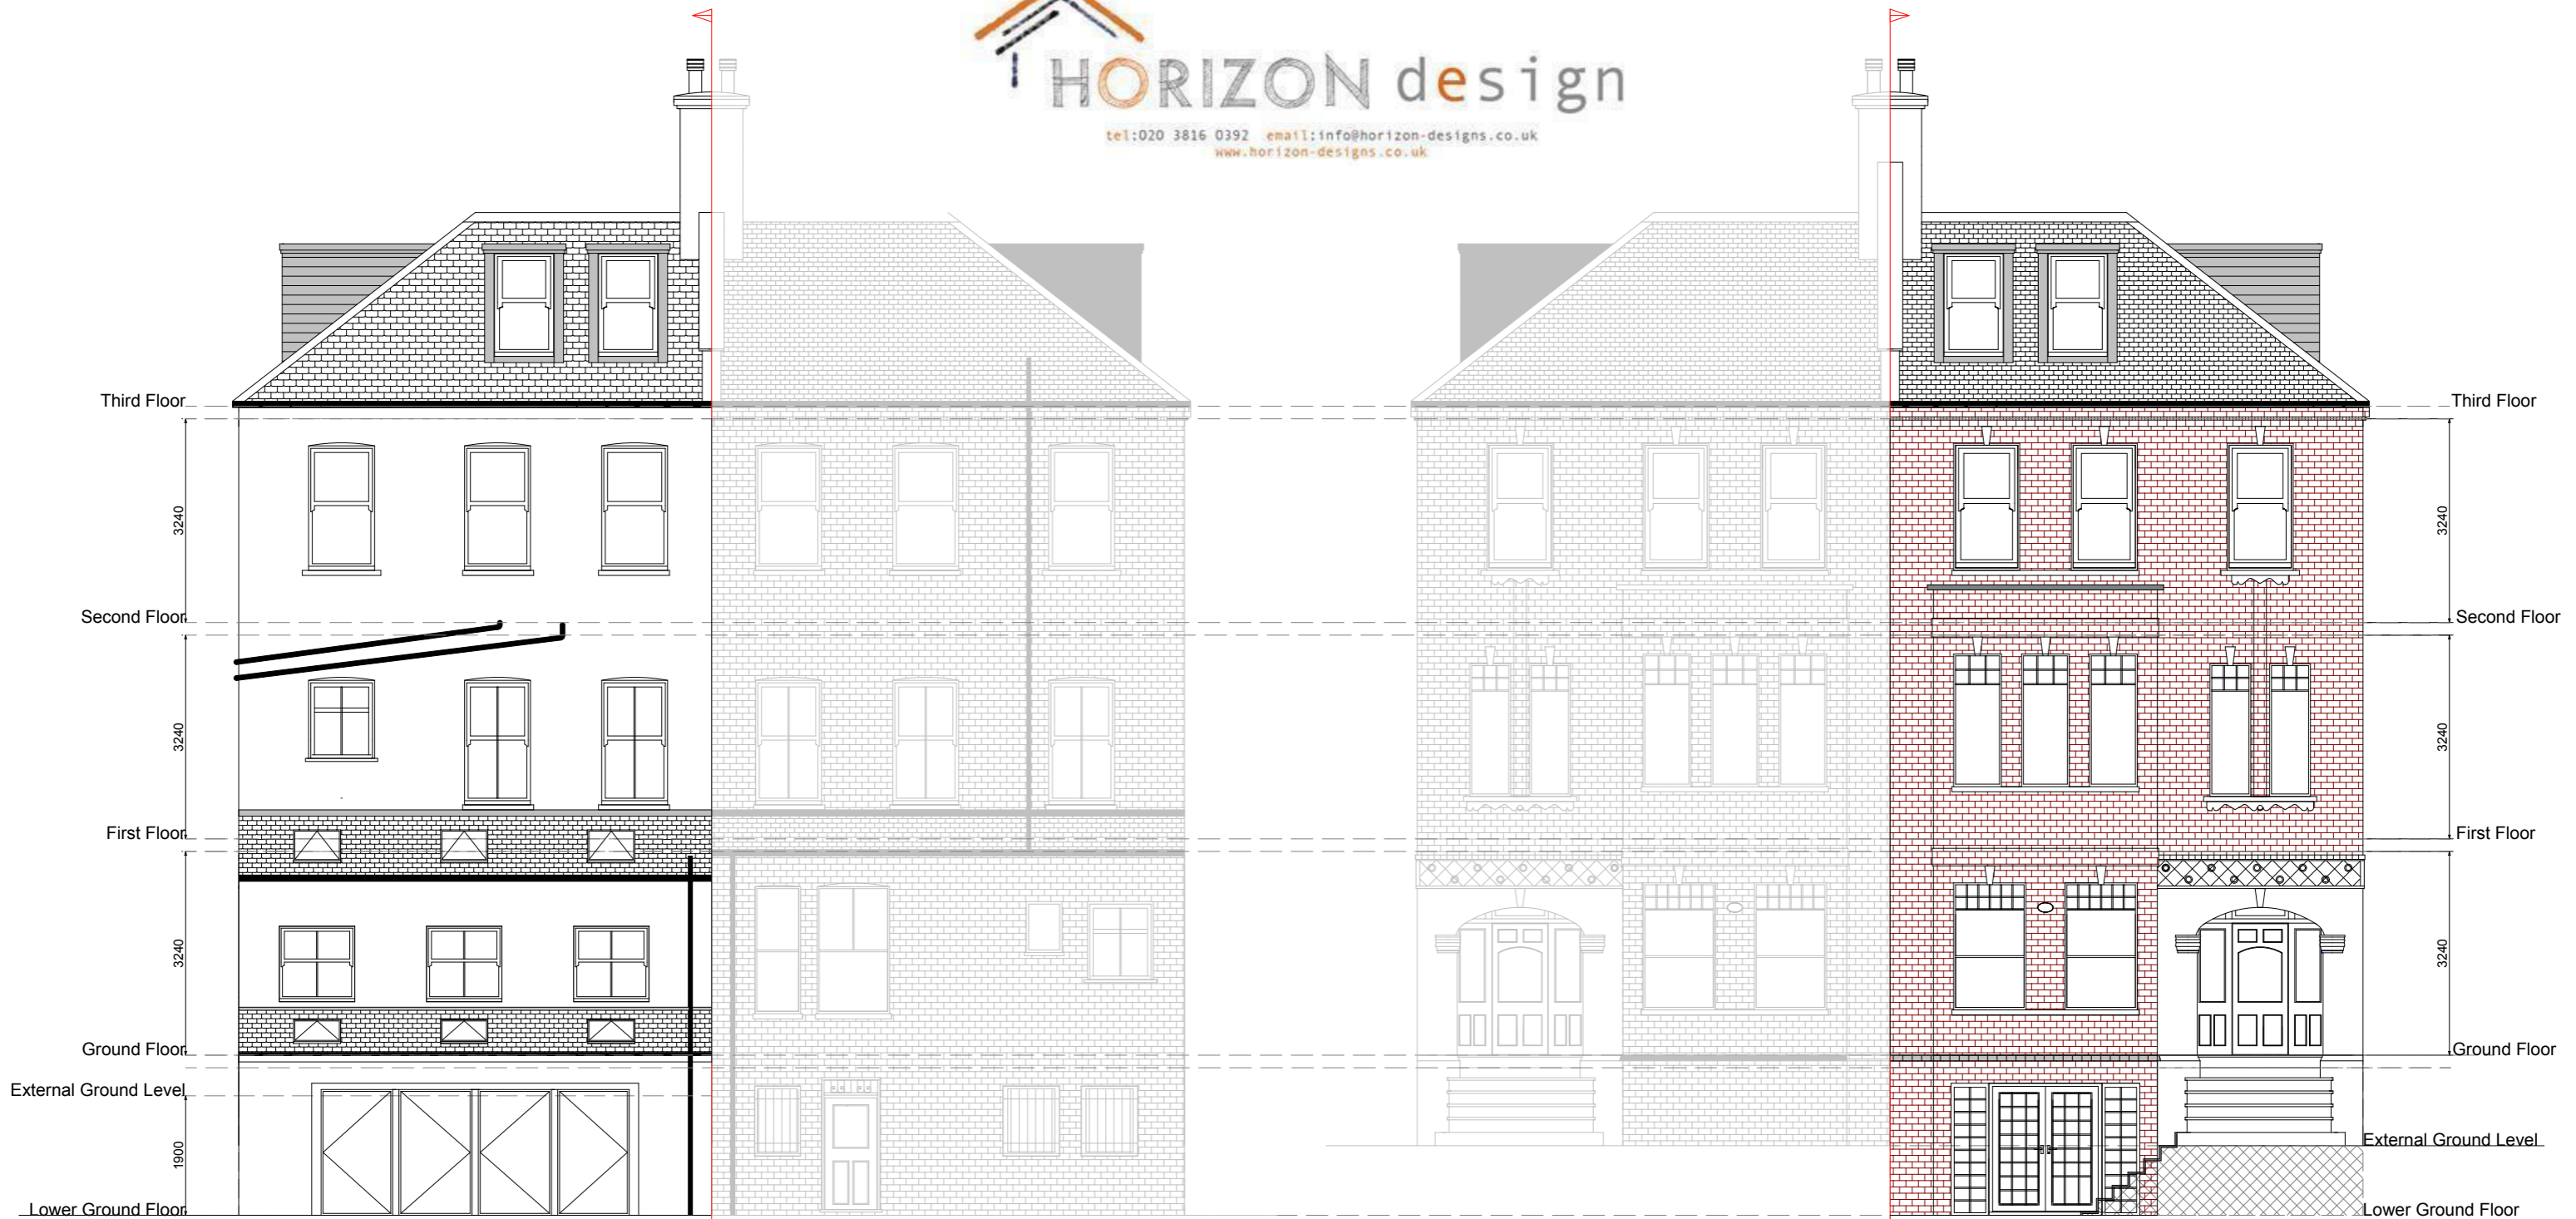 HORIZON design
tel:020 3816 0392 email:info@horizon-designs.co.uk
www.horizon-designs.co.uk
Third Floor
3240
Second Floor
3240
First Floor
3240
Ground Floor
External Ground Level
1900
Lower Ground Floor
Third Floor
3240
Second Floor
3240
First Floor
3240
Ground Floor
External Ground Level
Lower Ground Floor